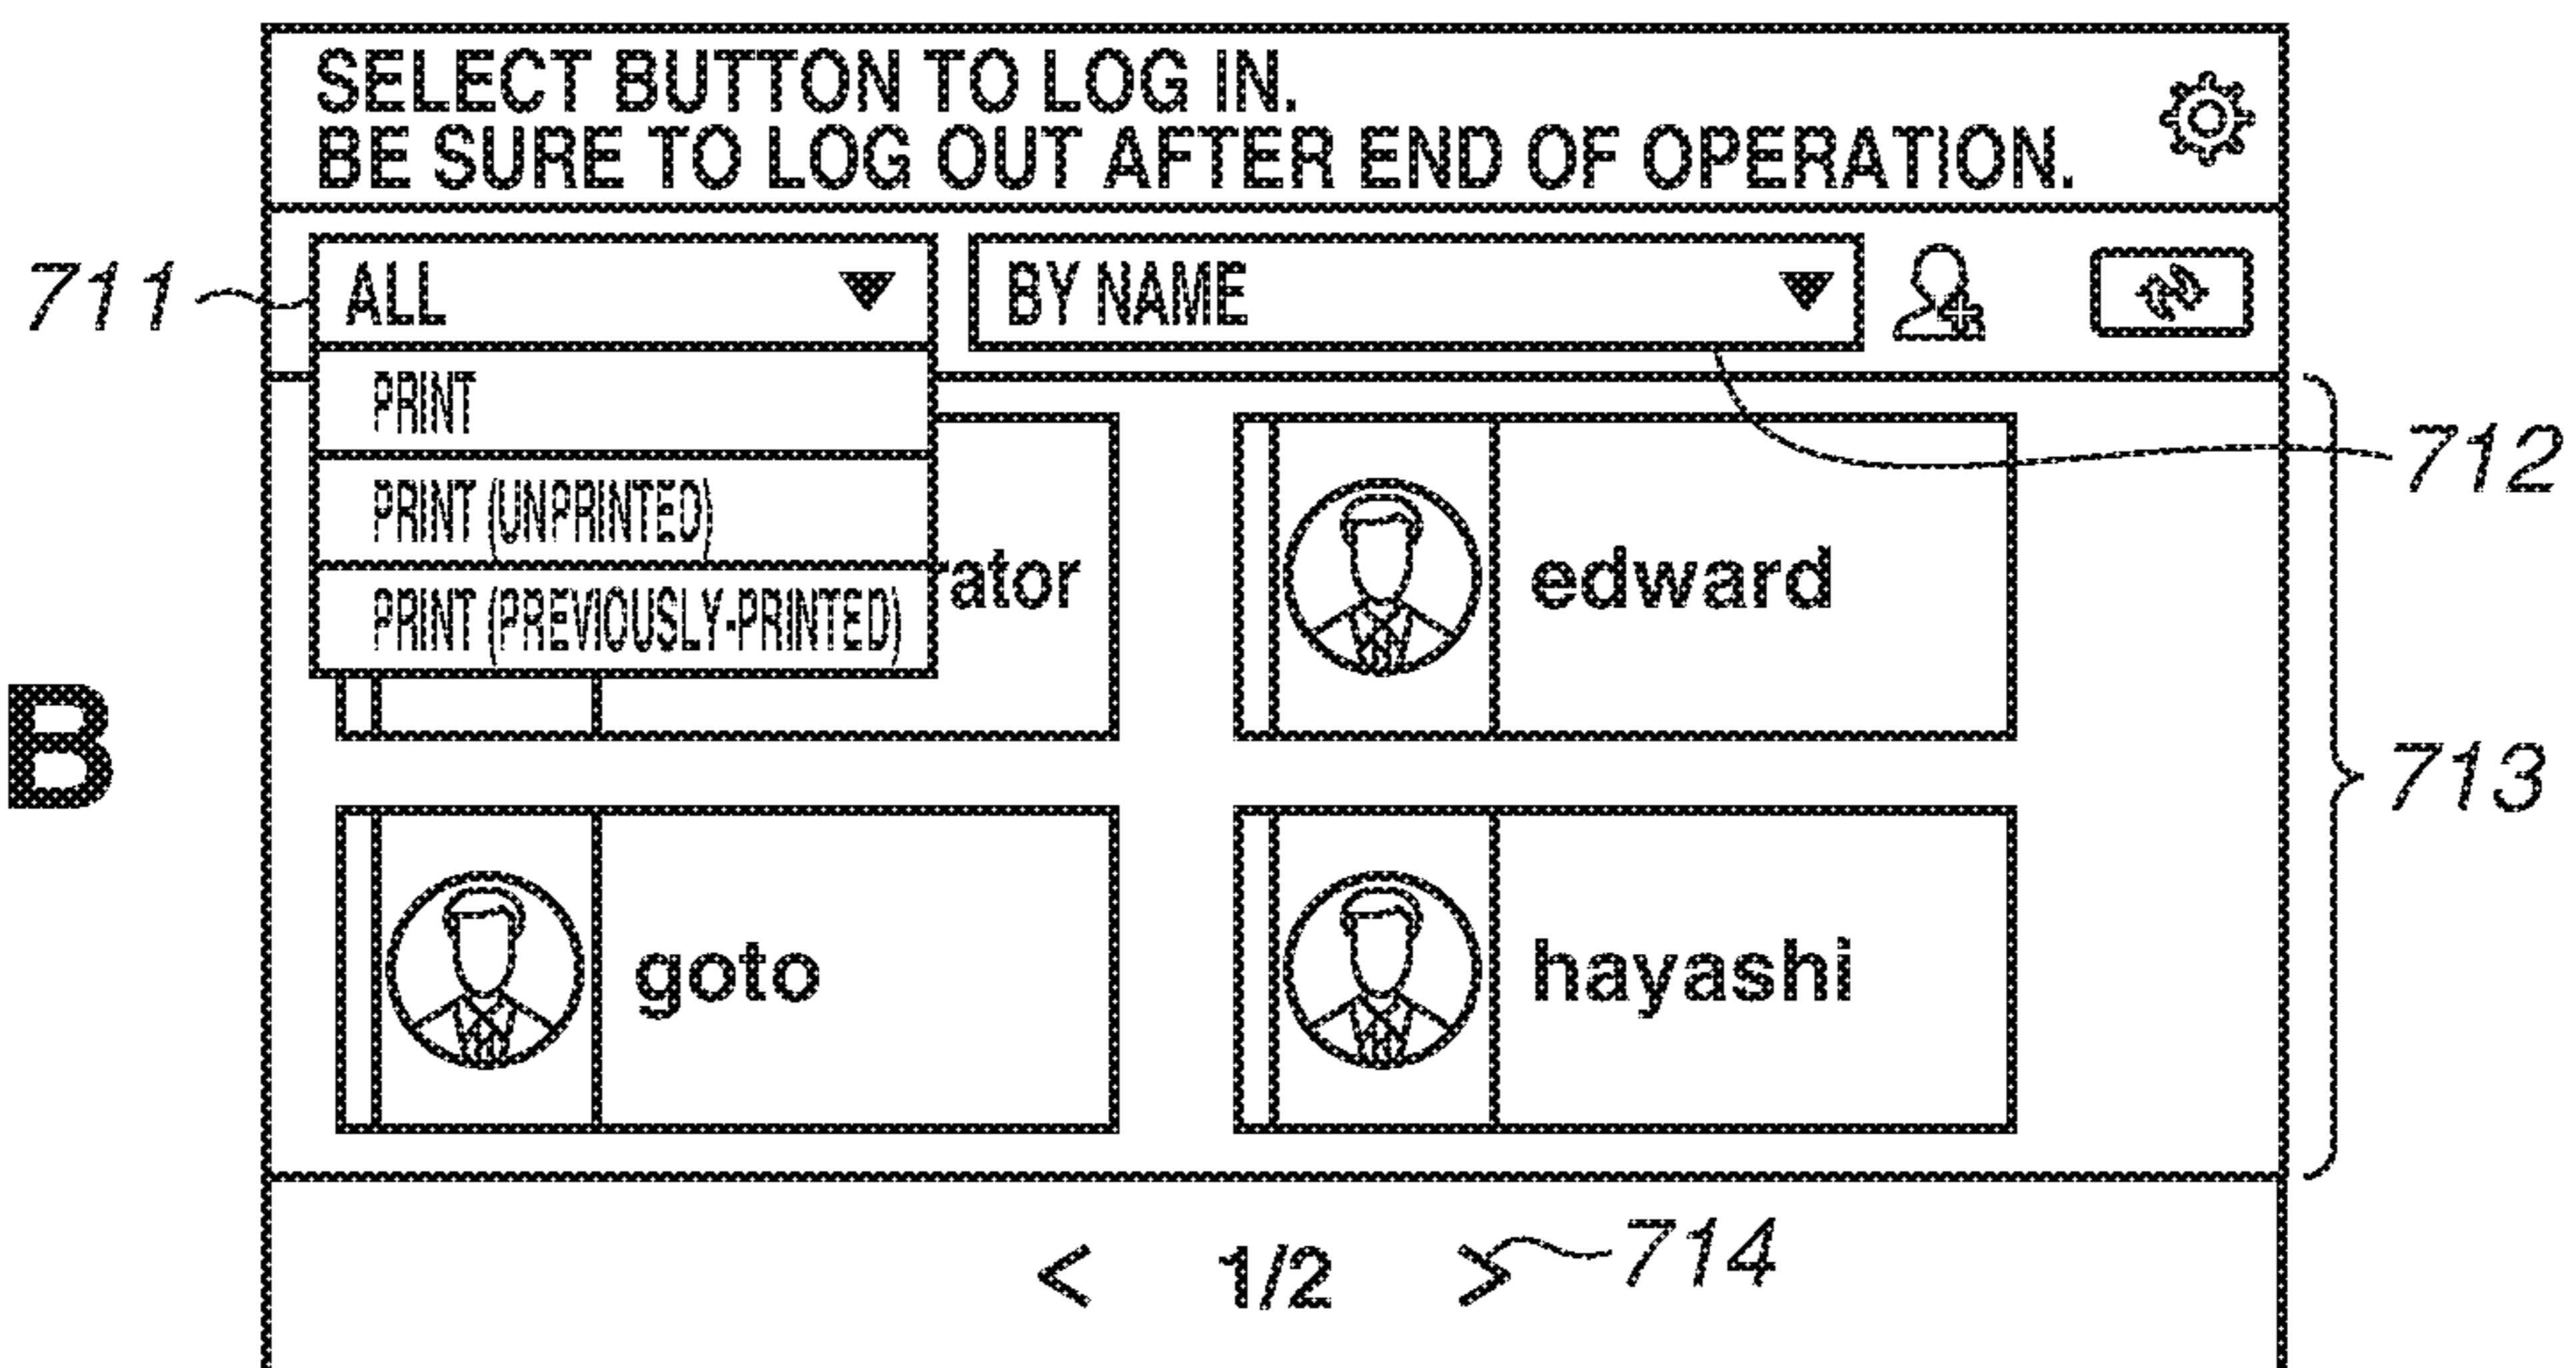 SELECT BUTTON TO LOG IN.
BE SURE TO LOG OUT AFTER END OF OPERATION.
711
ALL
BY NAME
PRINT
712
PRINT (UNPRINTED)
rator
edward
PRINT (PREVIOUSLY-PRINTED)
B
713
goto
hayashi
< 1/2 >
714